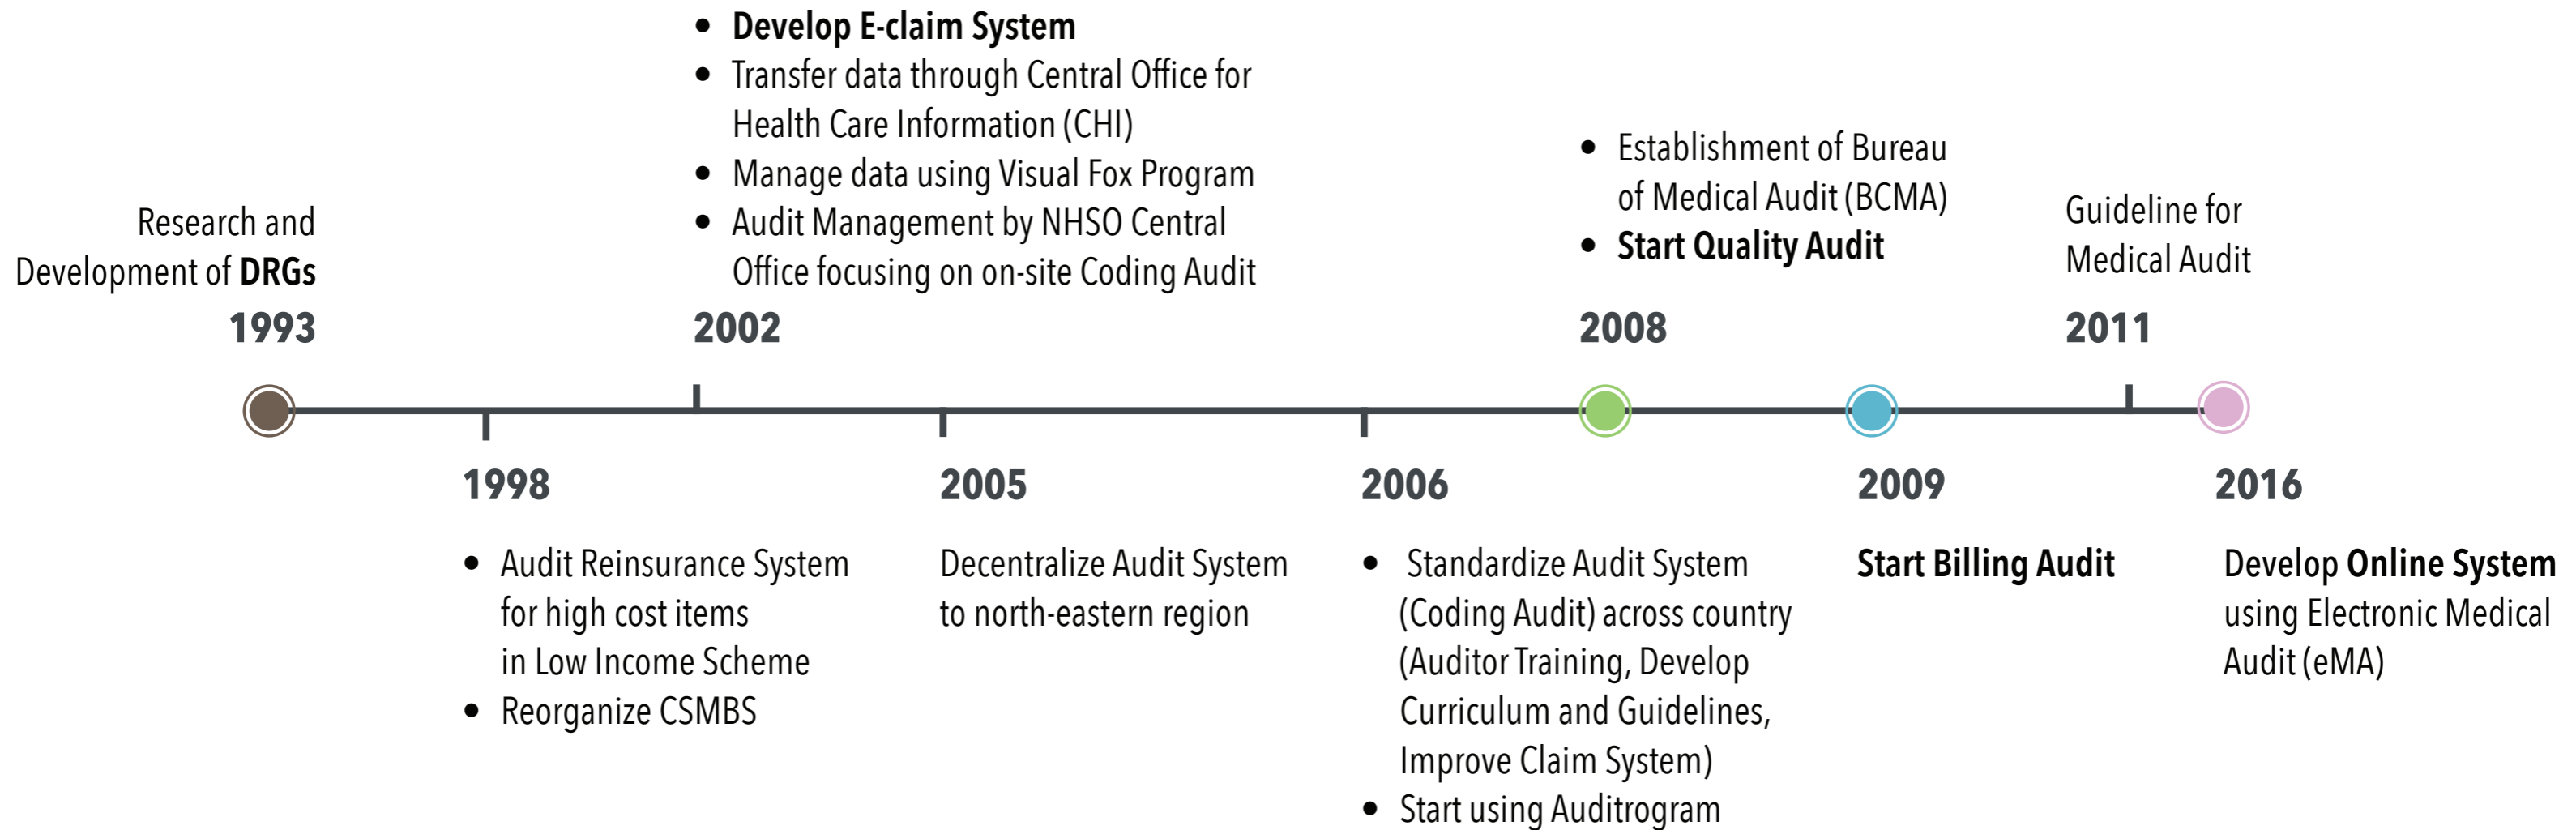 Research and
Development of DRGs
1993
• Develop E-claim System
• Transfer data through Central Office for
Health Care Information (CHI)
• Manage data using Visual Fox Program
• Audit Management by NHSO Central
Office focusing on on-site Coding Audit
2002
• Establishment of Bureau
of Medical Audit (BCMA)
• Start Quality Audit
2008
Guideline for
Medical Audit
2011
1998
• Audit Reinsurance System
for high cost items
in Low Income Scheme
• Reorganize CSMBS
2005
Decentralize Audit System
to north-eastern region
2006
• Standardize Audit System
(Coding Audit) across country
(Auditor Training, Develop
Curriculum and Guidelines,
Improve Claim System)
• Start using Auditrogram
2009
Start Billing Audit
2016
Develop Online System
using Electronic Medical
Audit (eMA)